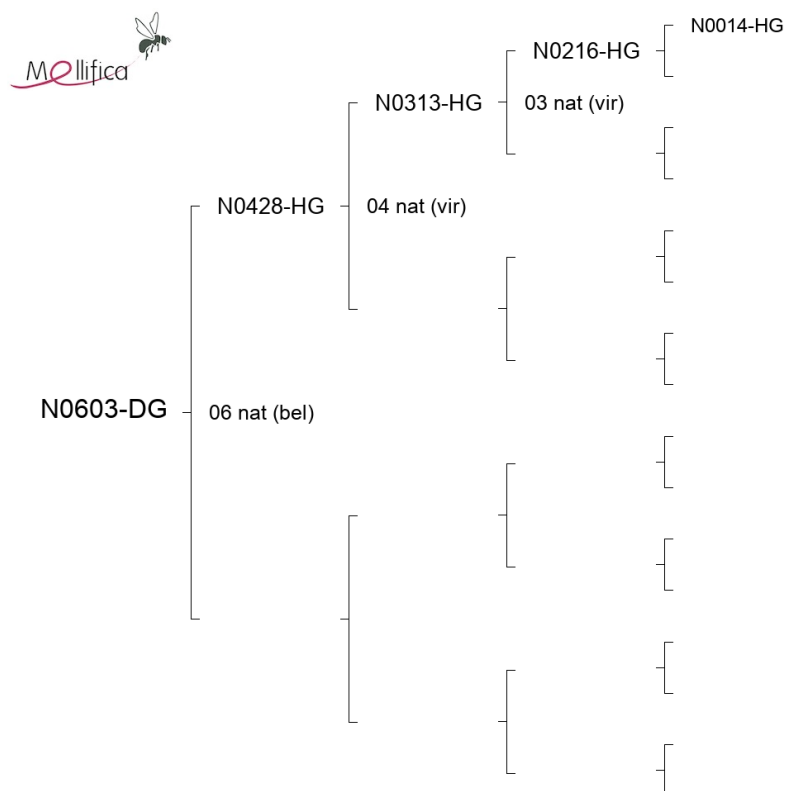 Mellifica
N0014-HG
N0216-HG
N0313-HG
03 nat (vir)
N0428-HG
04 nat (vir)
N0603-DG
06 nat (bel)